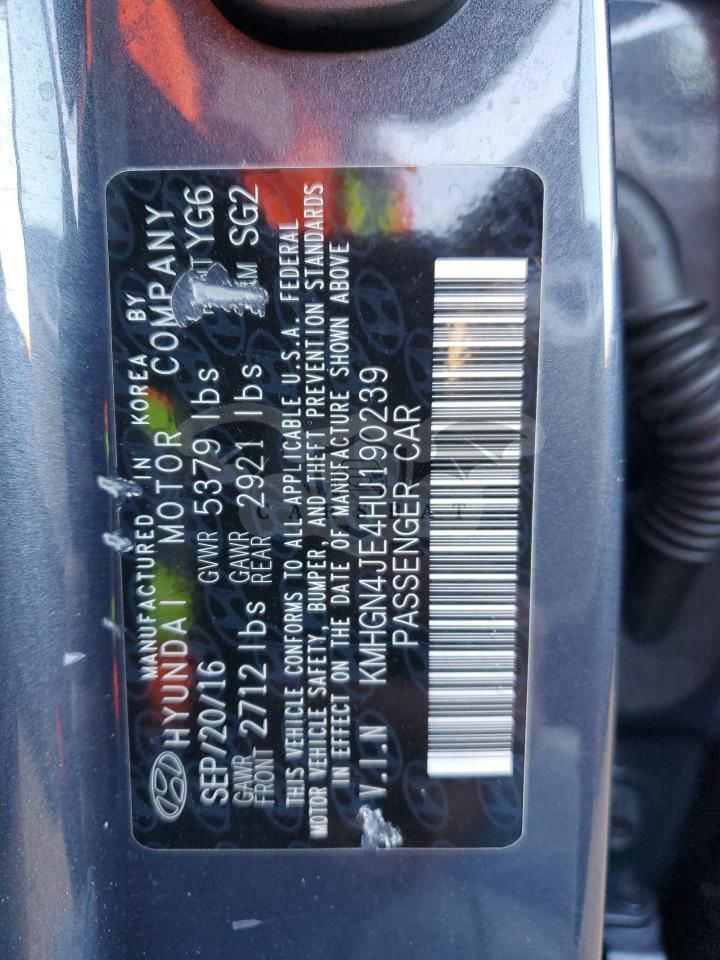 MANUFACTURED IN KOREA BY
HYUNDAI MOTOR COMPANY
SEP/20/16 GVWR 5379 lbs YG6
GAWR FRONT 2712 lbs GAWR REAR 2921 lbs SG2
THIS VEHICLE CONFORMS TO ALL APPLICABLE U.S.A. FEDERAL
MOTOR VEHICLE SAFETY, BUMPER, AND THEFT PREVENTION STANDARDS
IN EFFECT ON THE DATE OF MANUFACTURE SHOWN ABOVE
V.I.N KMHGN4JE4HU190239
PASSENGER CAR